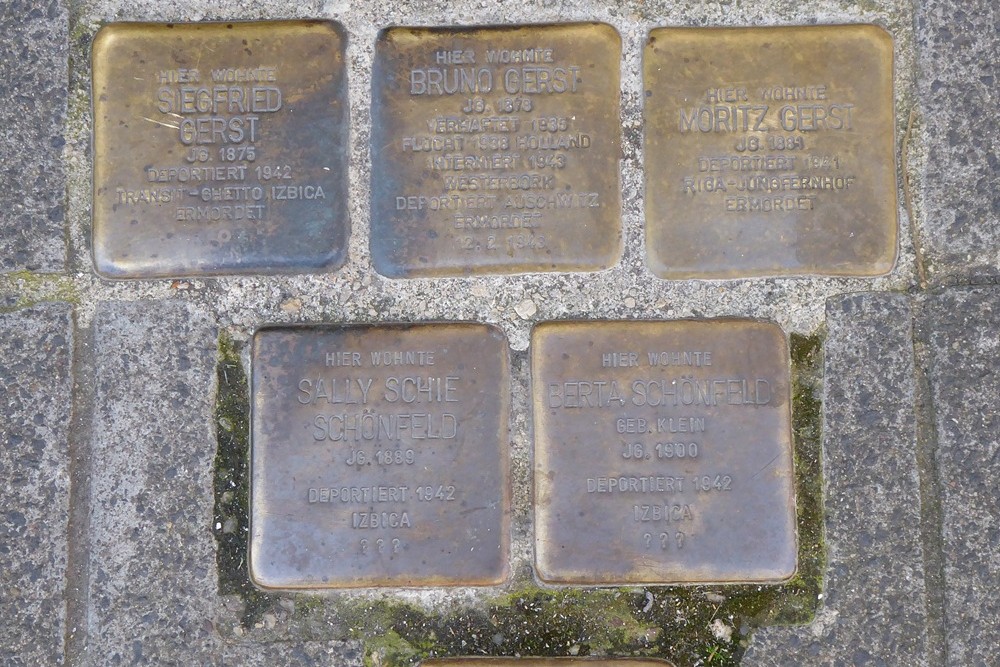 HIER WOHNTE
SIEGFRIED
GERST
JG. 1875
DEPORTIERT 1942
TRANSIT-GHETTO IZBICA
ERMORDET
HIER WOHNTE
BRUNO GERST
JG. 1878
VERHAFTET 1938
FLUCHT 1938 HOLLAND
INTERNIERT 1943
WESTERBORK
DEPORTIERT AUSCHWITZ
ERMORDET
1943
HIER WOHNTE
MORITZ GERST
JG. 1881
DEPORTIERT 1941
RIGA-JUNGFERNHOF
ERMORDET
HIER WOHNTE
SALLY SCHIE
SCHÖNFELD
JG. 1889
DEPORTIERT 1942
IZBICA
???
HIER WOHNTE
BERTA SCHÖNFELD
GEB. KLEIN
JG. 1900
DEPORTIERT 1942
IZBICA
???